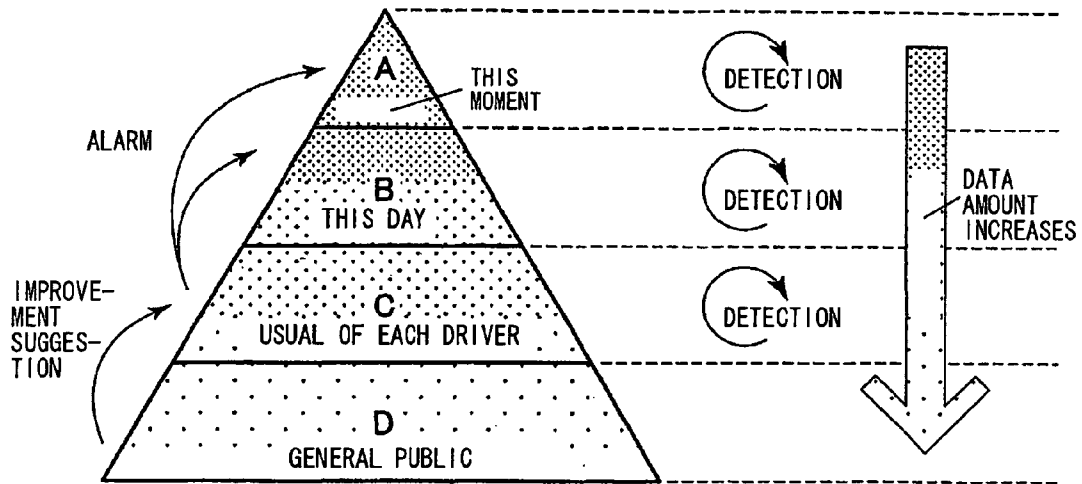 A
THIS
MOMENT
DETECTION
ALARM
B
THIS DAY
DETECTION
DATA
AMOUNT
INCREASES
IMPROVE-
MENT
SUGGES-
TION
C
USUAL OF EACH DRIVER
DETECTION
D
GENERAL PUBLIC